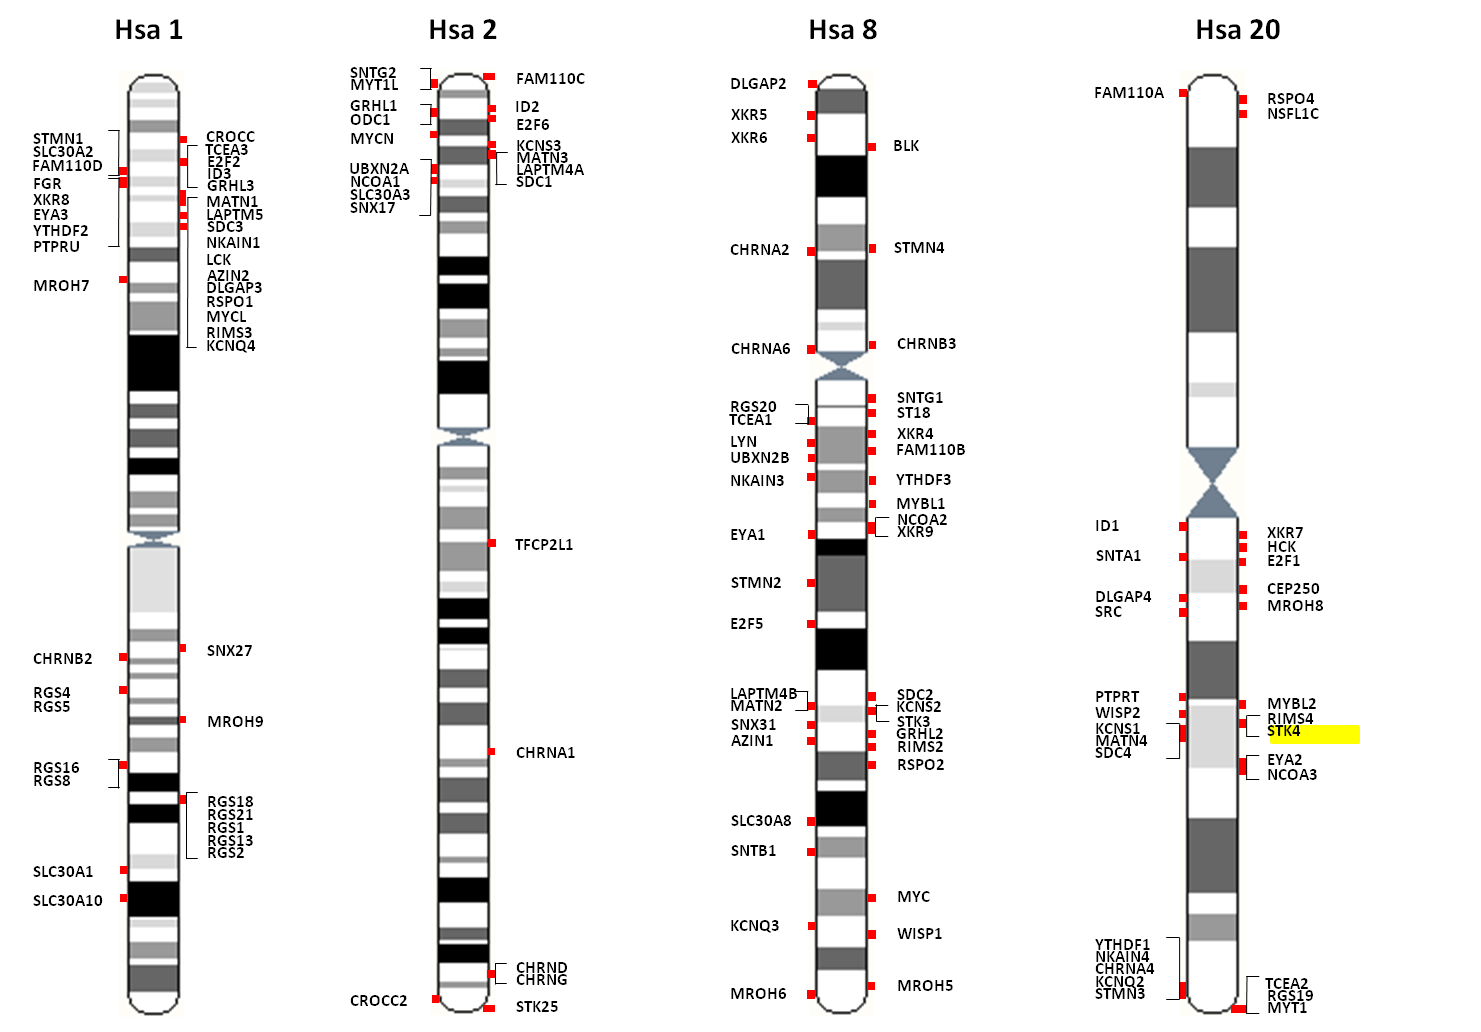 Hsa 1
Hsa 2
Hsa 8
Hsa 20
STMN1
SLC30A2
FAM110D
FGR
XKR8
EYA3
YTHDF2
PTPRU
MROH7
CHRNB2
RGS4
RGS5
RGS16
RGS8
SLC30A1
SLC30A10
CROCC
TCEA3
E2F2
ID3
GRHL3
MATN1
LAPTM5
SDC3
NKAIN1
LCK
AZIN2
DLGAP3
RSPO1
MYCL
RIMS3
KCNQ4
SNX27
MROH9
RGS18
RGS21
RGS1
RGS13
RGS2
SNTG2
MYT1L
GRHL1
ODC1
MYCN
UBXN2A
NCOA1
SLC30A3
SNX17
CROCC2
FAM110C
ID2
E2F6
KCNS3
MATN3
LAPTM4A
SDC1
TFCP2L1
CHRNA1
CHRND
CHRNG
STK25
DLGAP2
XKR5
XKR6
CHRNA2
CHRNA6
RGS20
TCEA1
LYN
UBXN2B
NKAIN3
EYA1
STMN2
E2F5
LAPTM4B
MATN2
SNX31
AZIN1
SLC30A8
SNTB1
KCNQ3
MROH6
BLK
STMN4
CHRNB3
SNTG1
ST18
XKR4
FAM110B
YTHDF3
MYBL1
NCOA2
XKR9
SDC2
KCNS2
STK3
GRHL2
RIMS2
RSPO2
MYC
WISP1
MROH5
FAM110A
ID1
SNTA1
DLGAP4
SRC
PTPRT
WISP2
KCNS1
MATN4
SDC4
YTHDF1
NKAIN4
CHRNA4
KCNQ2
STMN3
RSPO4
NSFL1C
XKR7
HCK
E2F1
CEP250
MROH8
MYBL2
RIMS4
STK4
EYA2
NCOA3
TCEA2
RGS19
MYT1